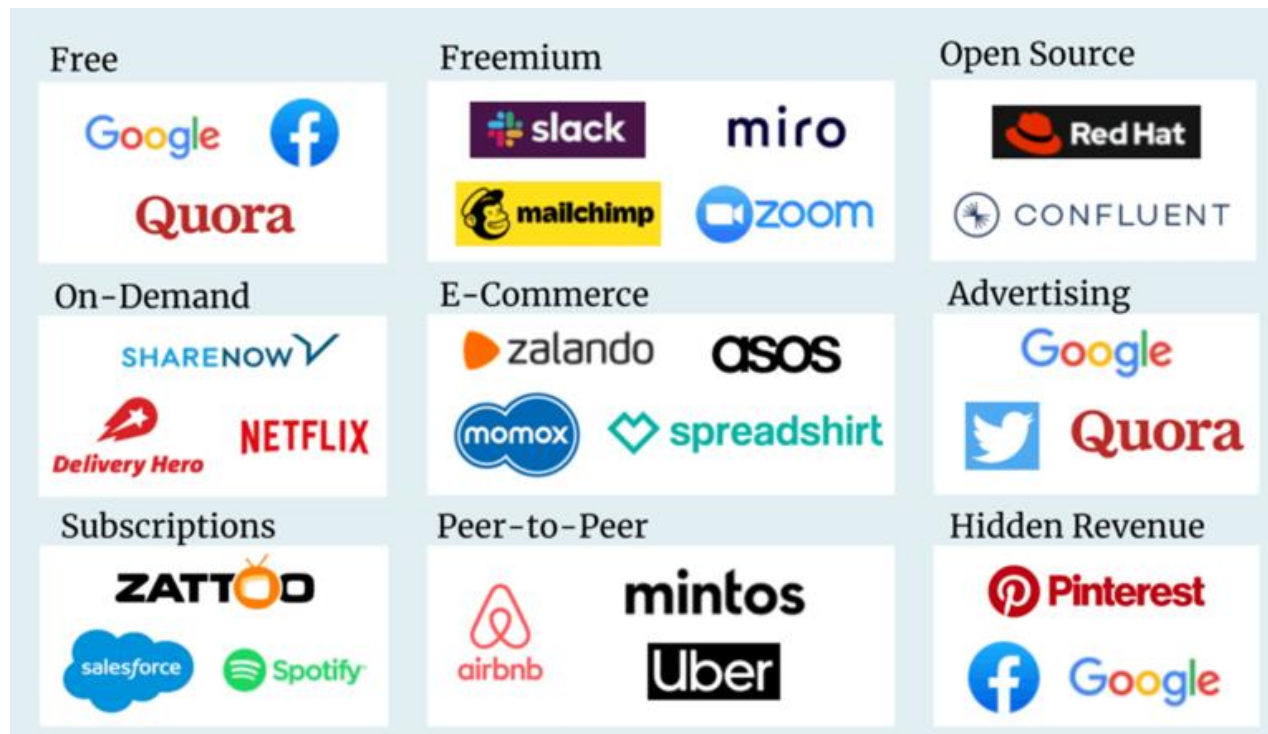 Free
Google
Quora
Freemium
slack
miro
mailchimp
zoom
Open Source
Red Hat
CONFLUENT
On-Demand
SHARENOW
Delivery Hero
NETFLIX
E-Commerce
zalando
asos
momox
spreadshirt
Advertising
Google
Quora
Subscriptions
ZATTOO
salesforce
Spotify
Peer-to-Peer
airbnb
mintos
Uber
Hidden Revenue
Pinterest
Google